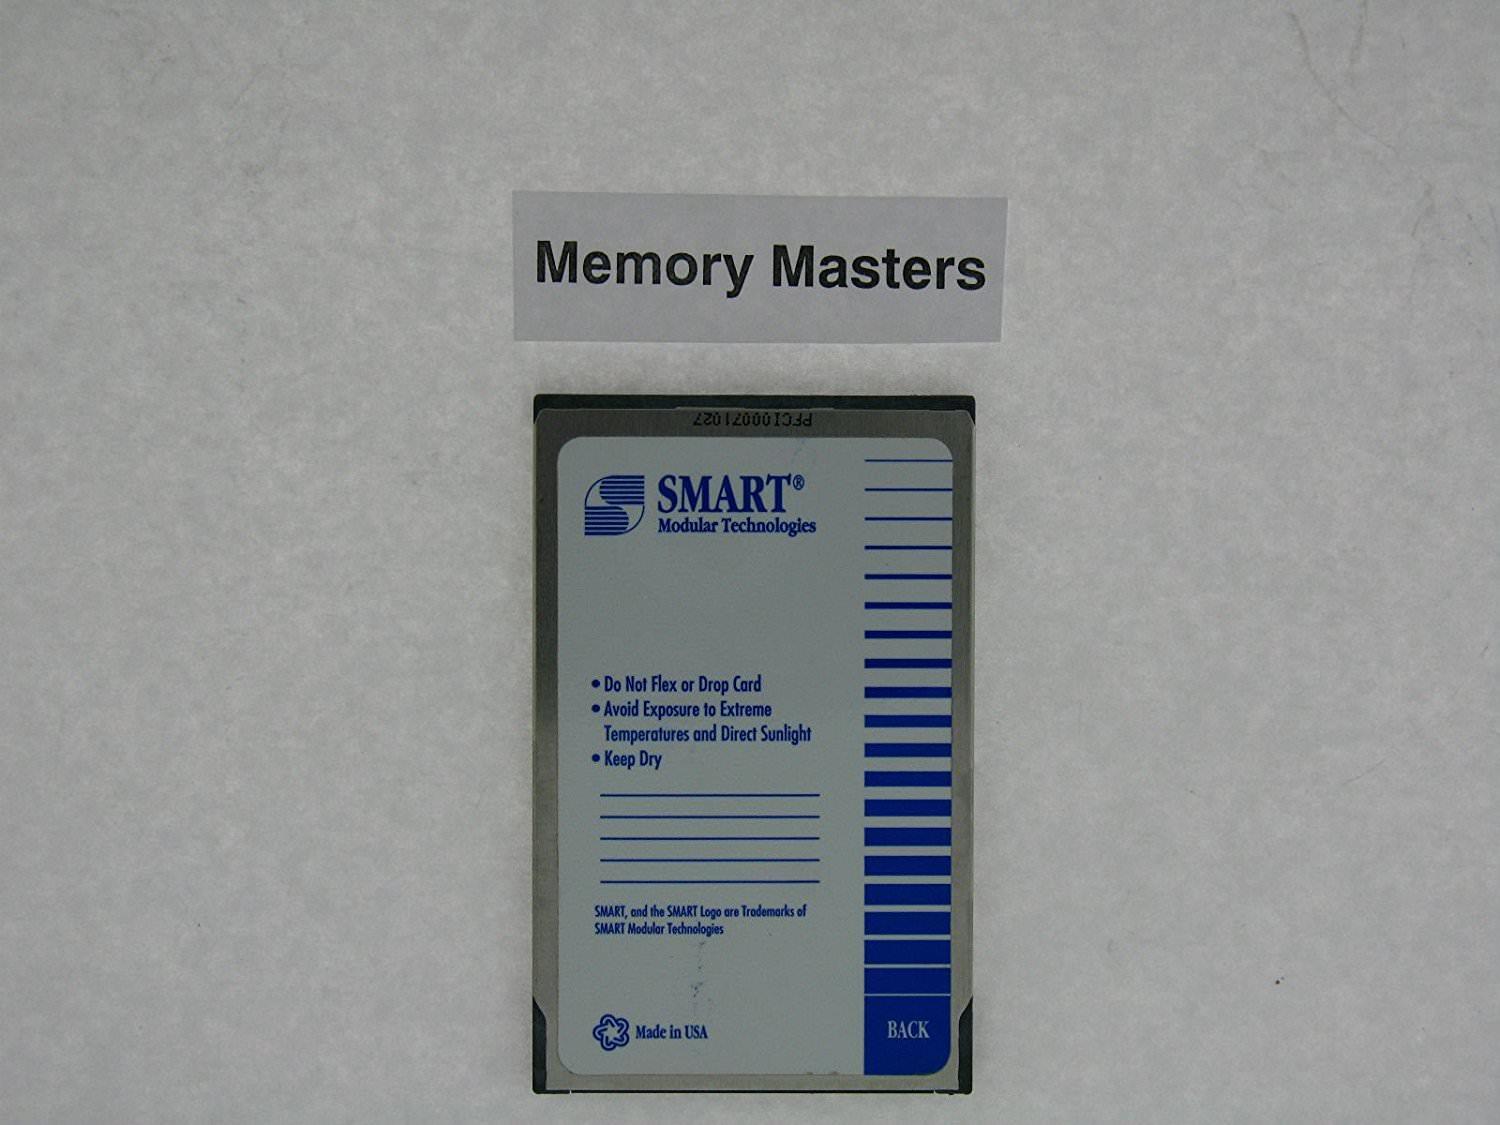 Memory Masters
PFCI00071027
SMART®
Modular Technologies
• Do Not Flex or Drop Card
• Avoid Exposure to Extreme
Temperatures and Direct Sunlight
• Keep Dry
SMART, and the SMART Logo are Trademarks of
SMART Modular Technologies
Made in USA
BACK